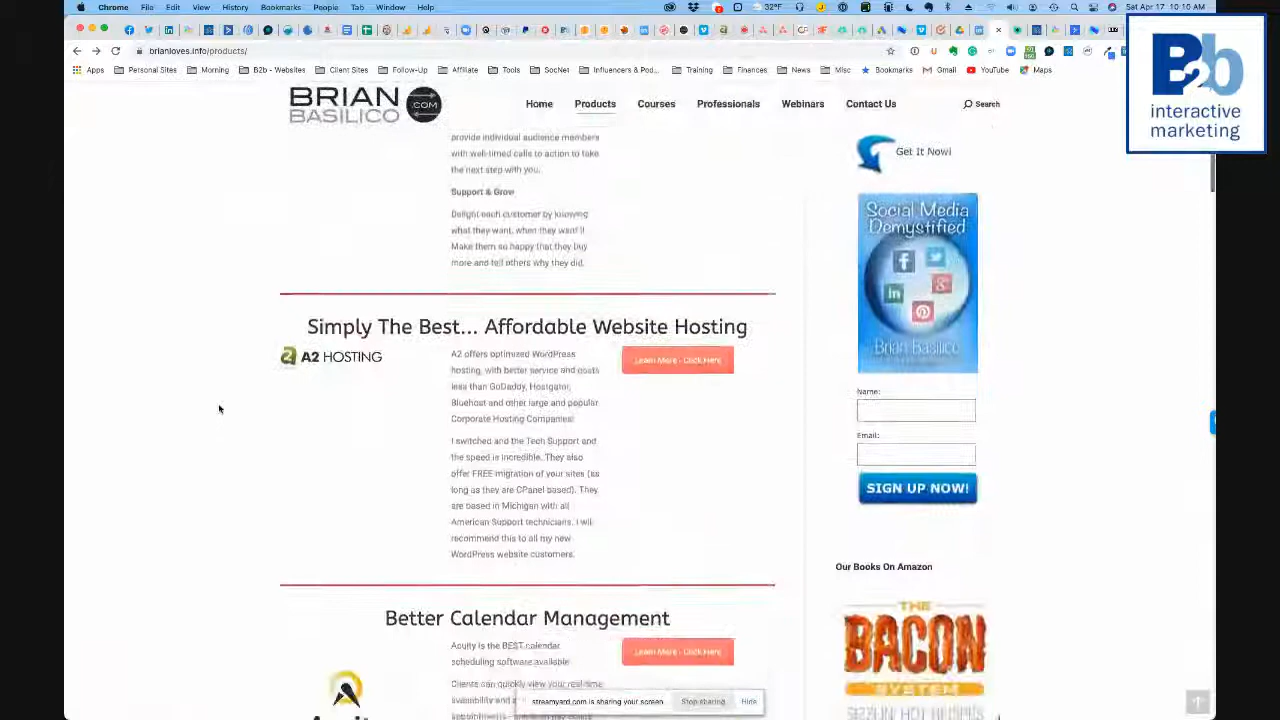 Chrome File Edit View History Bookmarks People Tab Window Help
32°F
Sat Apr 17 10:10 AM
brianloves.info/products/
Apps Personal Sites Morning B2b - Websites Client Sites Follow-Up Affiliate Tools SocNet Influencers & Pod... Training Finances News Misc Bookmarks Gmail YouTube Maps
B2b
interactive
marketing
BRIAN
BASILICO
.COM
Home Products Courses Professionals Webinars Contact Us Search
provide individual audience members
with well-timed calls to action to take
the next step with you.
Support & Grow
Delight each customer by knowing
what they want, when they want it.
Make them so happy that they buy
more and tell others why they did.
Simply The Best... Affordable Website Hosting
A2 HOSTING
A2 offers optimized WordPress
hosting, with better service and costs
less than GoDaddy, Hostgator,
Bluehost and other large and popular
Corporate Hosting Companies!
Learn More - Click Here
I switched and the Tech Support and
the speed is incredible. They also
offer FREE migration of your sites (as
long as they are CPanel based). They
are based in Michigan with all
American Support technicians. I will
recommend this to all my new
WordPress website customers.
Better Calendar Management
Acuity is the BEST calendar
scheduling software available
Learn More - Click Here
Clients can quickly view your real-time
availability and
appointments
Acuity
Get It Now!
Social Media
Demystified
Brian Basilico
Name:
Email:
SIGN UP NOW!
Our Books On Amazon
THE
BACON
SYSTEM
streamyard.com is sharing your screen. Stop sharing Hide